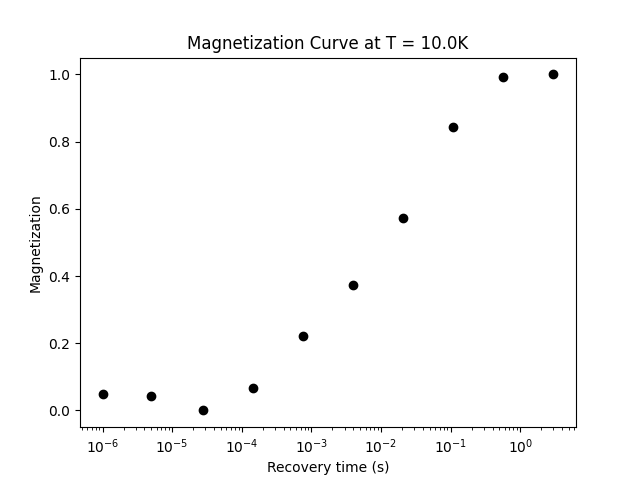 Magnetization Curve at T = 10.0K
1.0
0.8
0.6
0.4
0.2
0.0
Magnetization
10⁻⁶ 10⁻⁵ 10⁻⁴ 10⁻³ 10⁻² 10⁻¹ 10⁰
Recovery time (s)